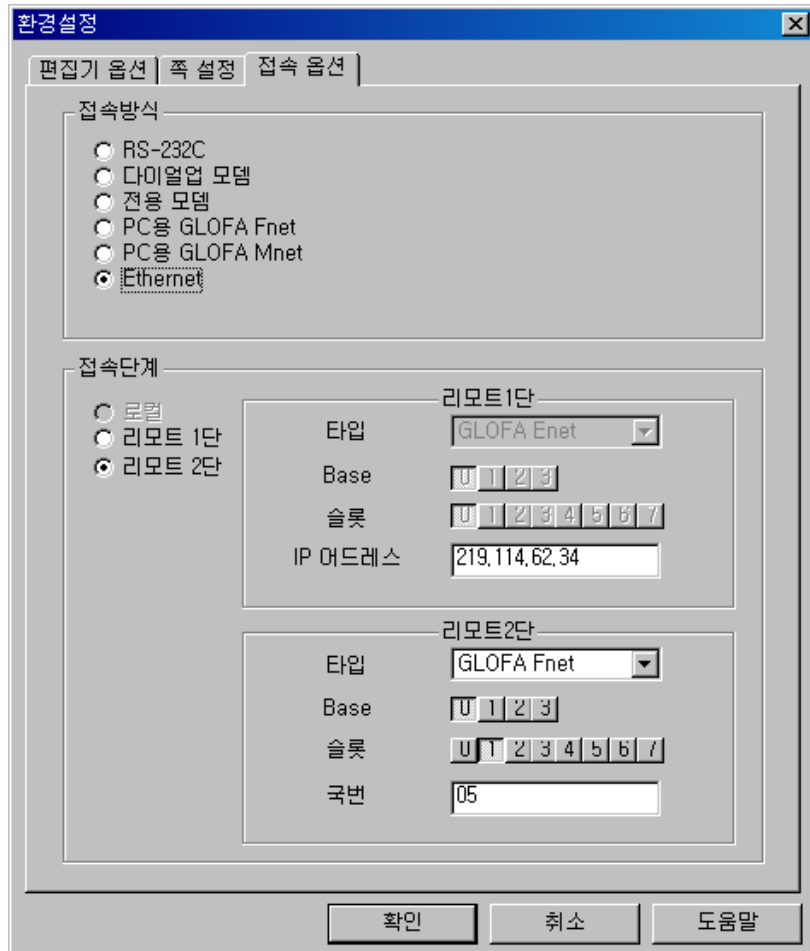 환경설정
편집기 옵션 쪽 설정 접속 옵션
접속방식
RS-232C
다이얼업 모뎀
전용 모뎀
PC용 GLOFA Fnet
PC용 GLOFA Mnet
Ethernet
접속단계
로컬
리모트 1단
리모트 2단
리모트1단
타입 GLOFA Enet
Base 0 1 2 3
슬롯 0 1 2 3 4 5 6 7
IP 어드레스 219.114.62.34
리모트2단
타입 GLOFA Fnet
Base 0 1 2 3
슬롯 0 1 2 3 4 5 6 7
국번 05
확인 취소 도움말